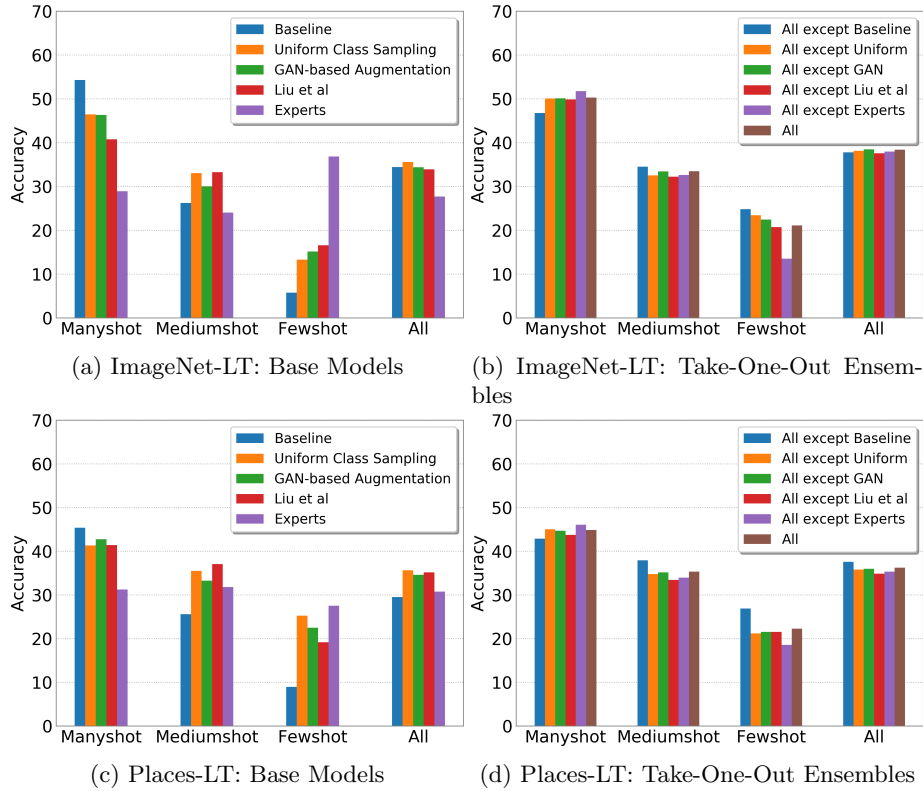 70
60
50
40
30
20
10
0
Accuracy
Baseline
Uniform Class Sampling
GAN-based Augmentation
Liu et al
Experts
Manyshot Mediumshot Fewshot All
(a) ImageNet-LT: Base Models
70
60
50
40
30
20
10
0
Accuracy
All except Baseline
All except Uniform
All except GAN
All except Liu et al
All except Experts
All
Manyshot Mediumshot Fewshot All
(b) ImageNet-LT: Take-One-Out Ensem-
bles
70
60
50
40
30
20
10
0
Accuracy
Baseline
Uniform Class Sampling
GAN-based Augmentation
Liu et al
Experts
Manyshot Mediumshot Fewshot All
(c) Places-LT: Base Models
70
60
50
40
30
20
10
0
Accuracy
All except Baseline
All except Uniform
All except GAN
All except Liu et al
All except Experts
All
Manyshot Mediumshot Fewshot All
(d) Places-LT: Take-One-Out Ensembles